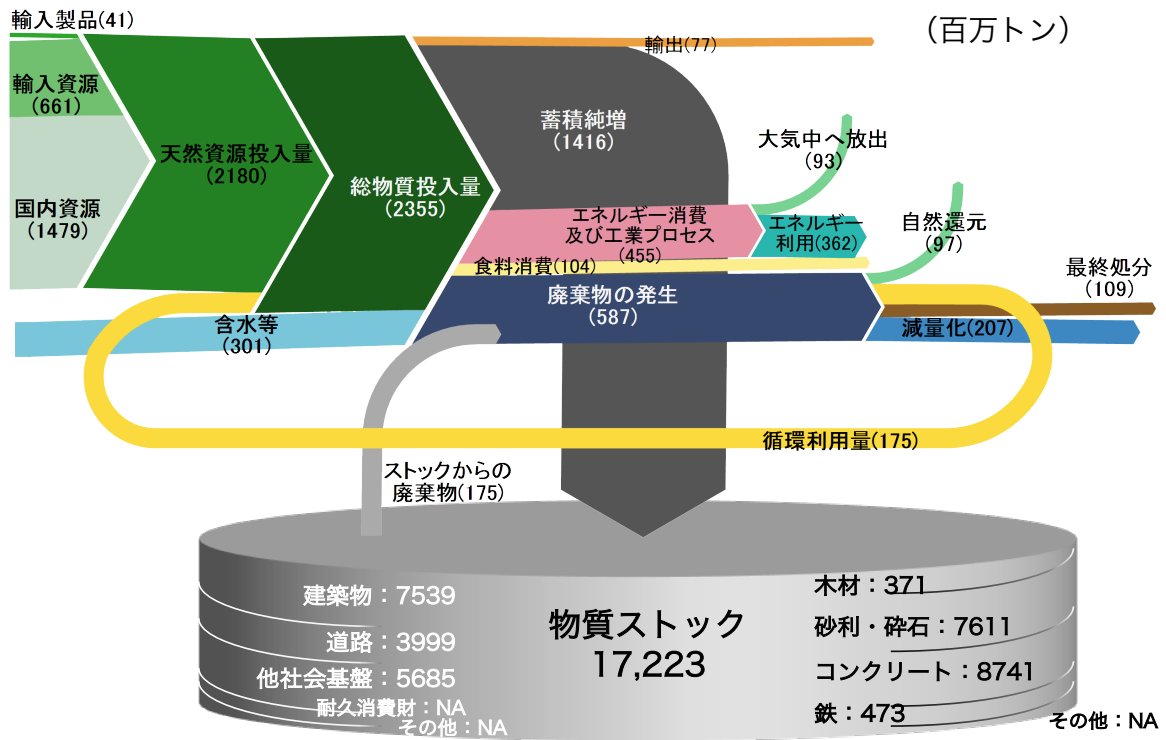 輸入製品(41)
（百万トン）
輸出(77)
輸入資源
(661)
蓄積純増
(1416)
大気中へ放出
(93)
天然資源投入量
(2180)
総物質投入量
(2355)
国内資源
(1479)
エネルギー消費
及び工業プロセス
(455)
エネルギー
利用(362)
自然還元
(97)
食料消費(104)
最終処分
(109)
廃棄物の発生
(587)
含水等
(301)
減量化(207)
循環利用量(175)
ストックからの
廃棄物(175)
建築物：7539
道路：3999
他社会基盤：5685
耐久消費財：NA
その他：NA
物質ストック
17,223
木材：371
砂利・砕石：7611
コンクリート：8741
鉄：473
その他：NA